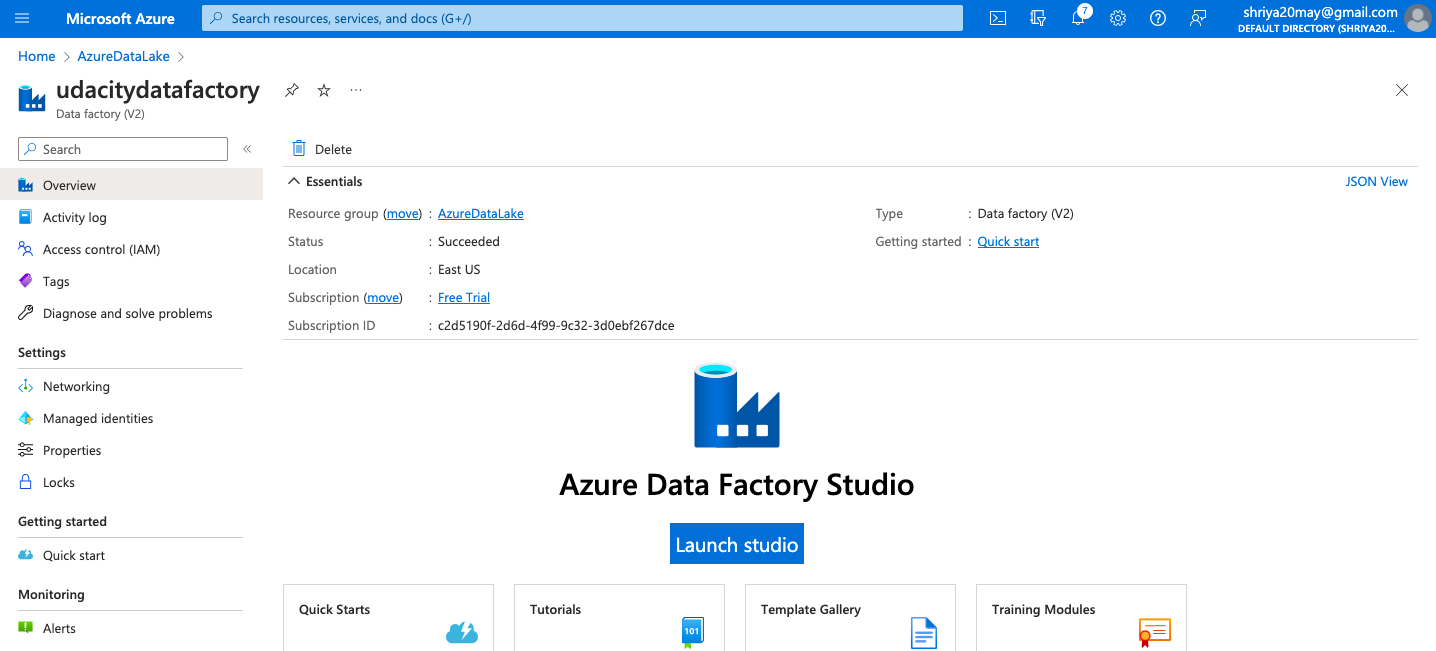 Microsoft Azure
Search resources, services, and docs (G+/)
7
shriya20may@gmail.com
DEFAULT DIRECTORY (SHRIYA20...
Home > AzureDataLake >
udacitydatafactory
...
Data factory (V2)
Search
«
Overview
Activity log
Access control (IAM)
Tags
Diagnose and solve problems
Settings
Networking
Managed identities
Properties
Locks
Getting started
Quick start
Monitoring
Alerts
Delete
Essentials
JSON View
Resource group (move) : AzureDataLake
Status : Succeeded
Location : East US
Subscription (move) : Free Trial
Subscription ID : c2d5190f-2d6d-4f99-9c32-3d0ebf267dce
Type : Data factory (V2)
Getting started : Quick start
Azure Data Factory Studio
Launch studio
Quick Starts
Tutorials
101
Template Gallery
Training Modules